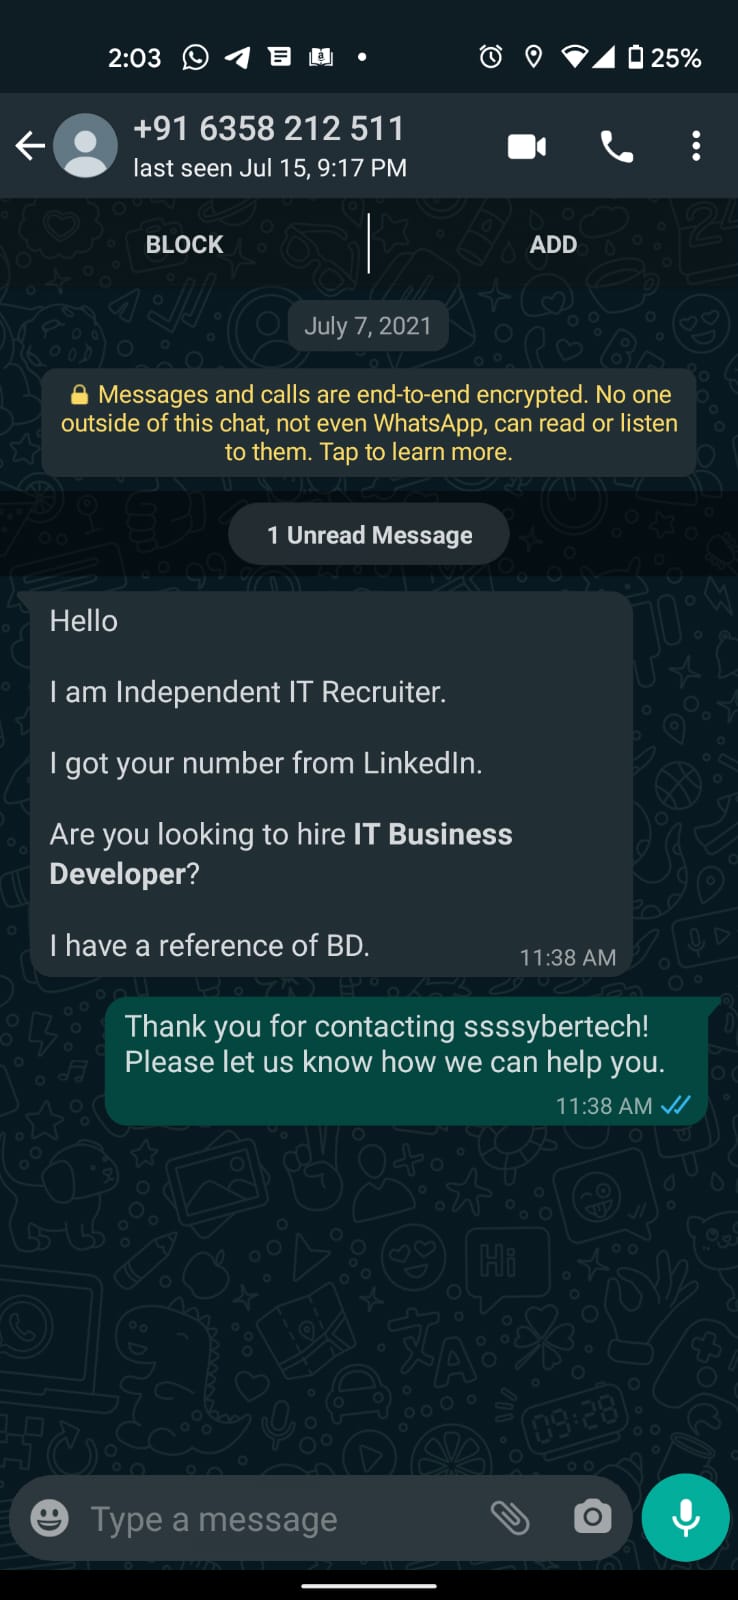 2:03
25%
+91 6358 212 511
last seen Jul 15, 9:17 PM
BLOCK
ADD
July 7, 2021
Messages and calls are end-to-end encrypted. No one
outside of this chat, not even WhatsApp, can read or listen
to them. Tap to learn more.
1 Unread Message
Hello
I am Independent IT Recruiter.
I got your number from LinkedIn.
Are you looking to hire IT Business
Developer?
I have a reference of BD.
11:38 AM
Thank you for contacting ssssybertech!
Please let us know how we can help you.
11:38 AM
Hi
09:29
Type a message